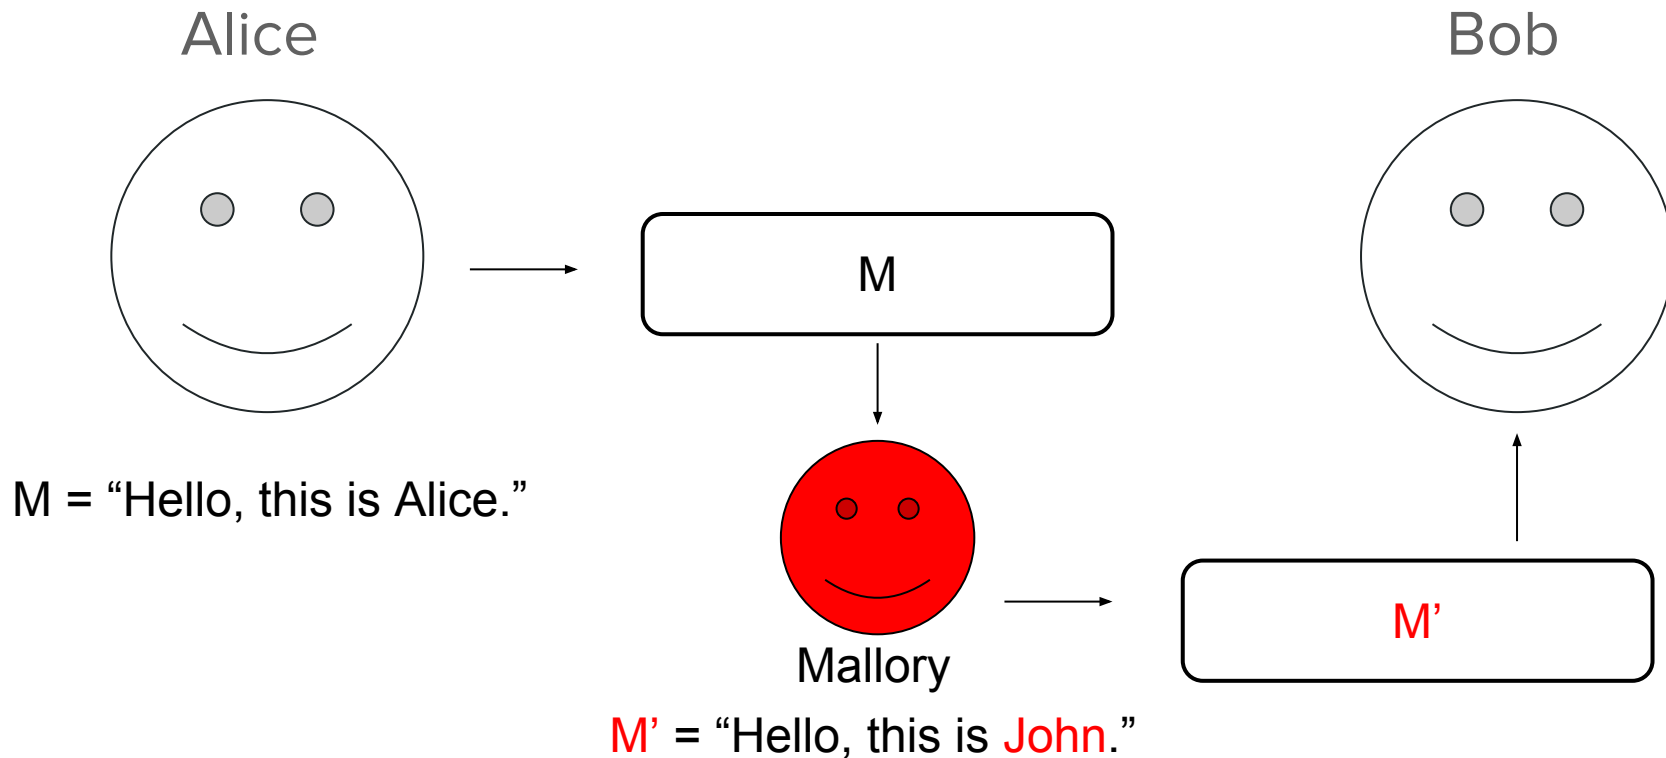 Alice
Bob
M
M = “Hello, this is Alice.”
Mallory
M’
M’ = “Hello, this is John.”